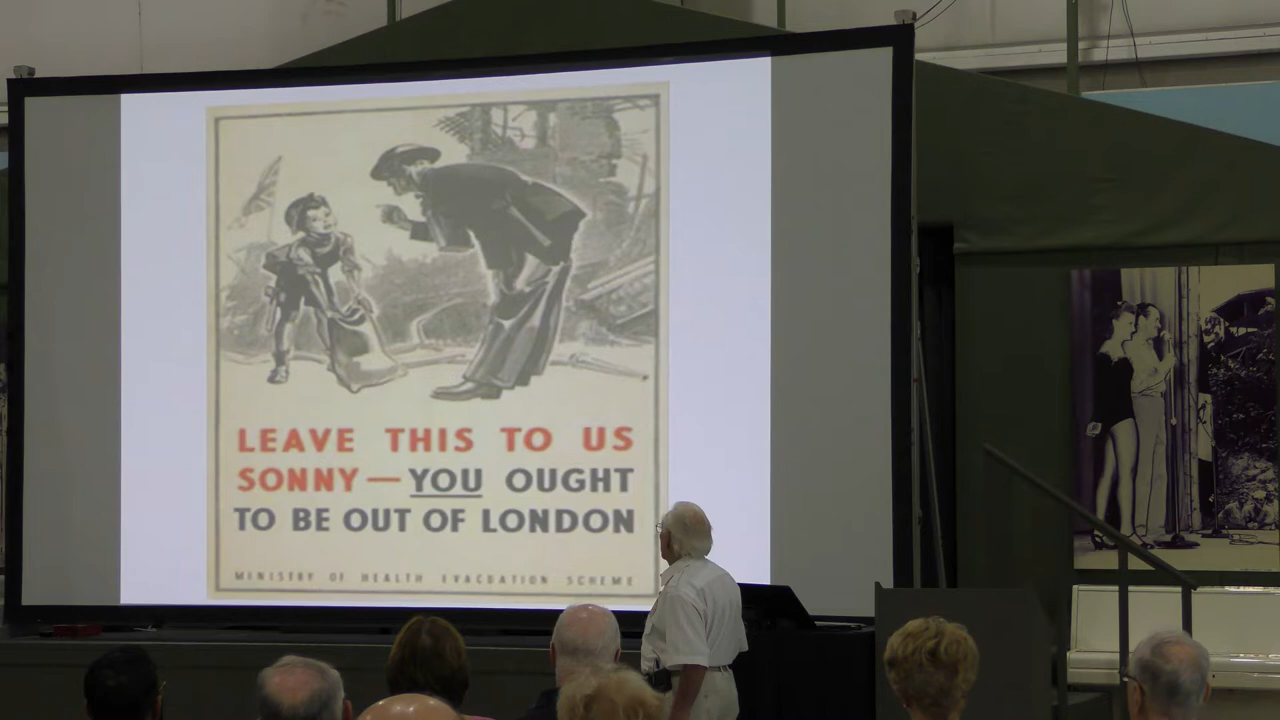 LEAVE THIS TO US
SONNY — YOU OUGHT
TO BE OUT OF LONDON
MINISTRY OF HEALTH EVACUATION SCHEME